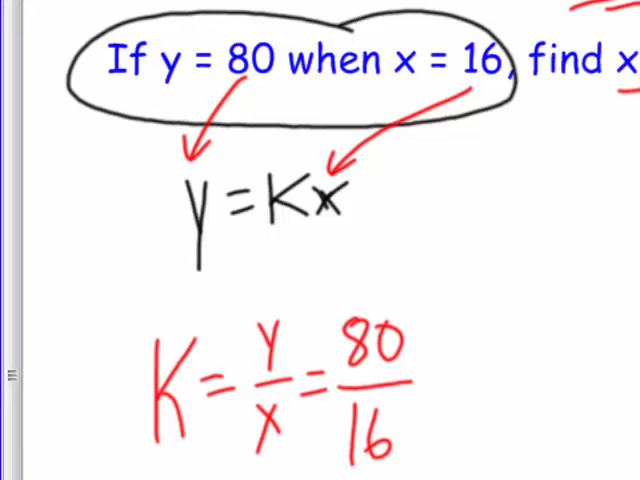 If y = 80 when x = 16, find x
y = Kx
K = y/x = 80/16